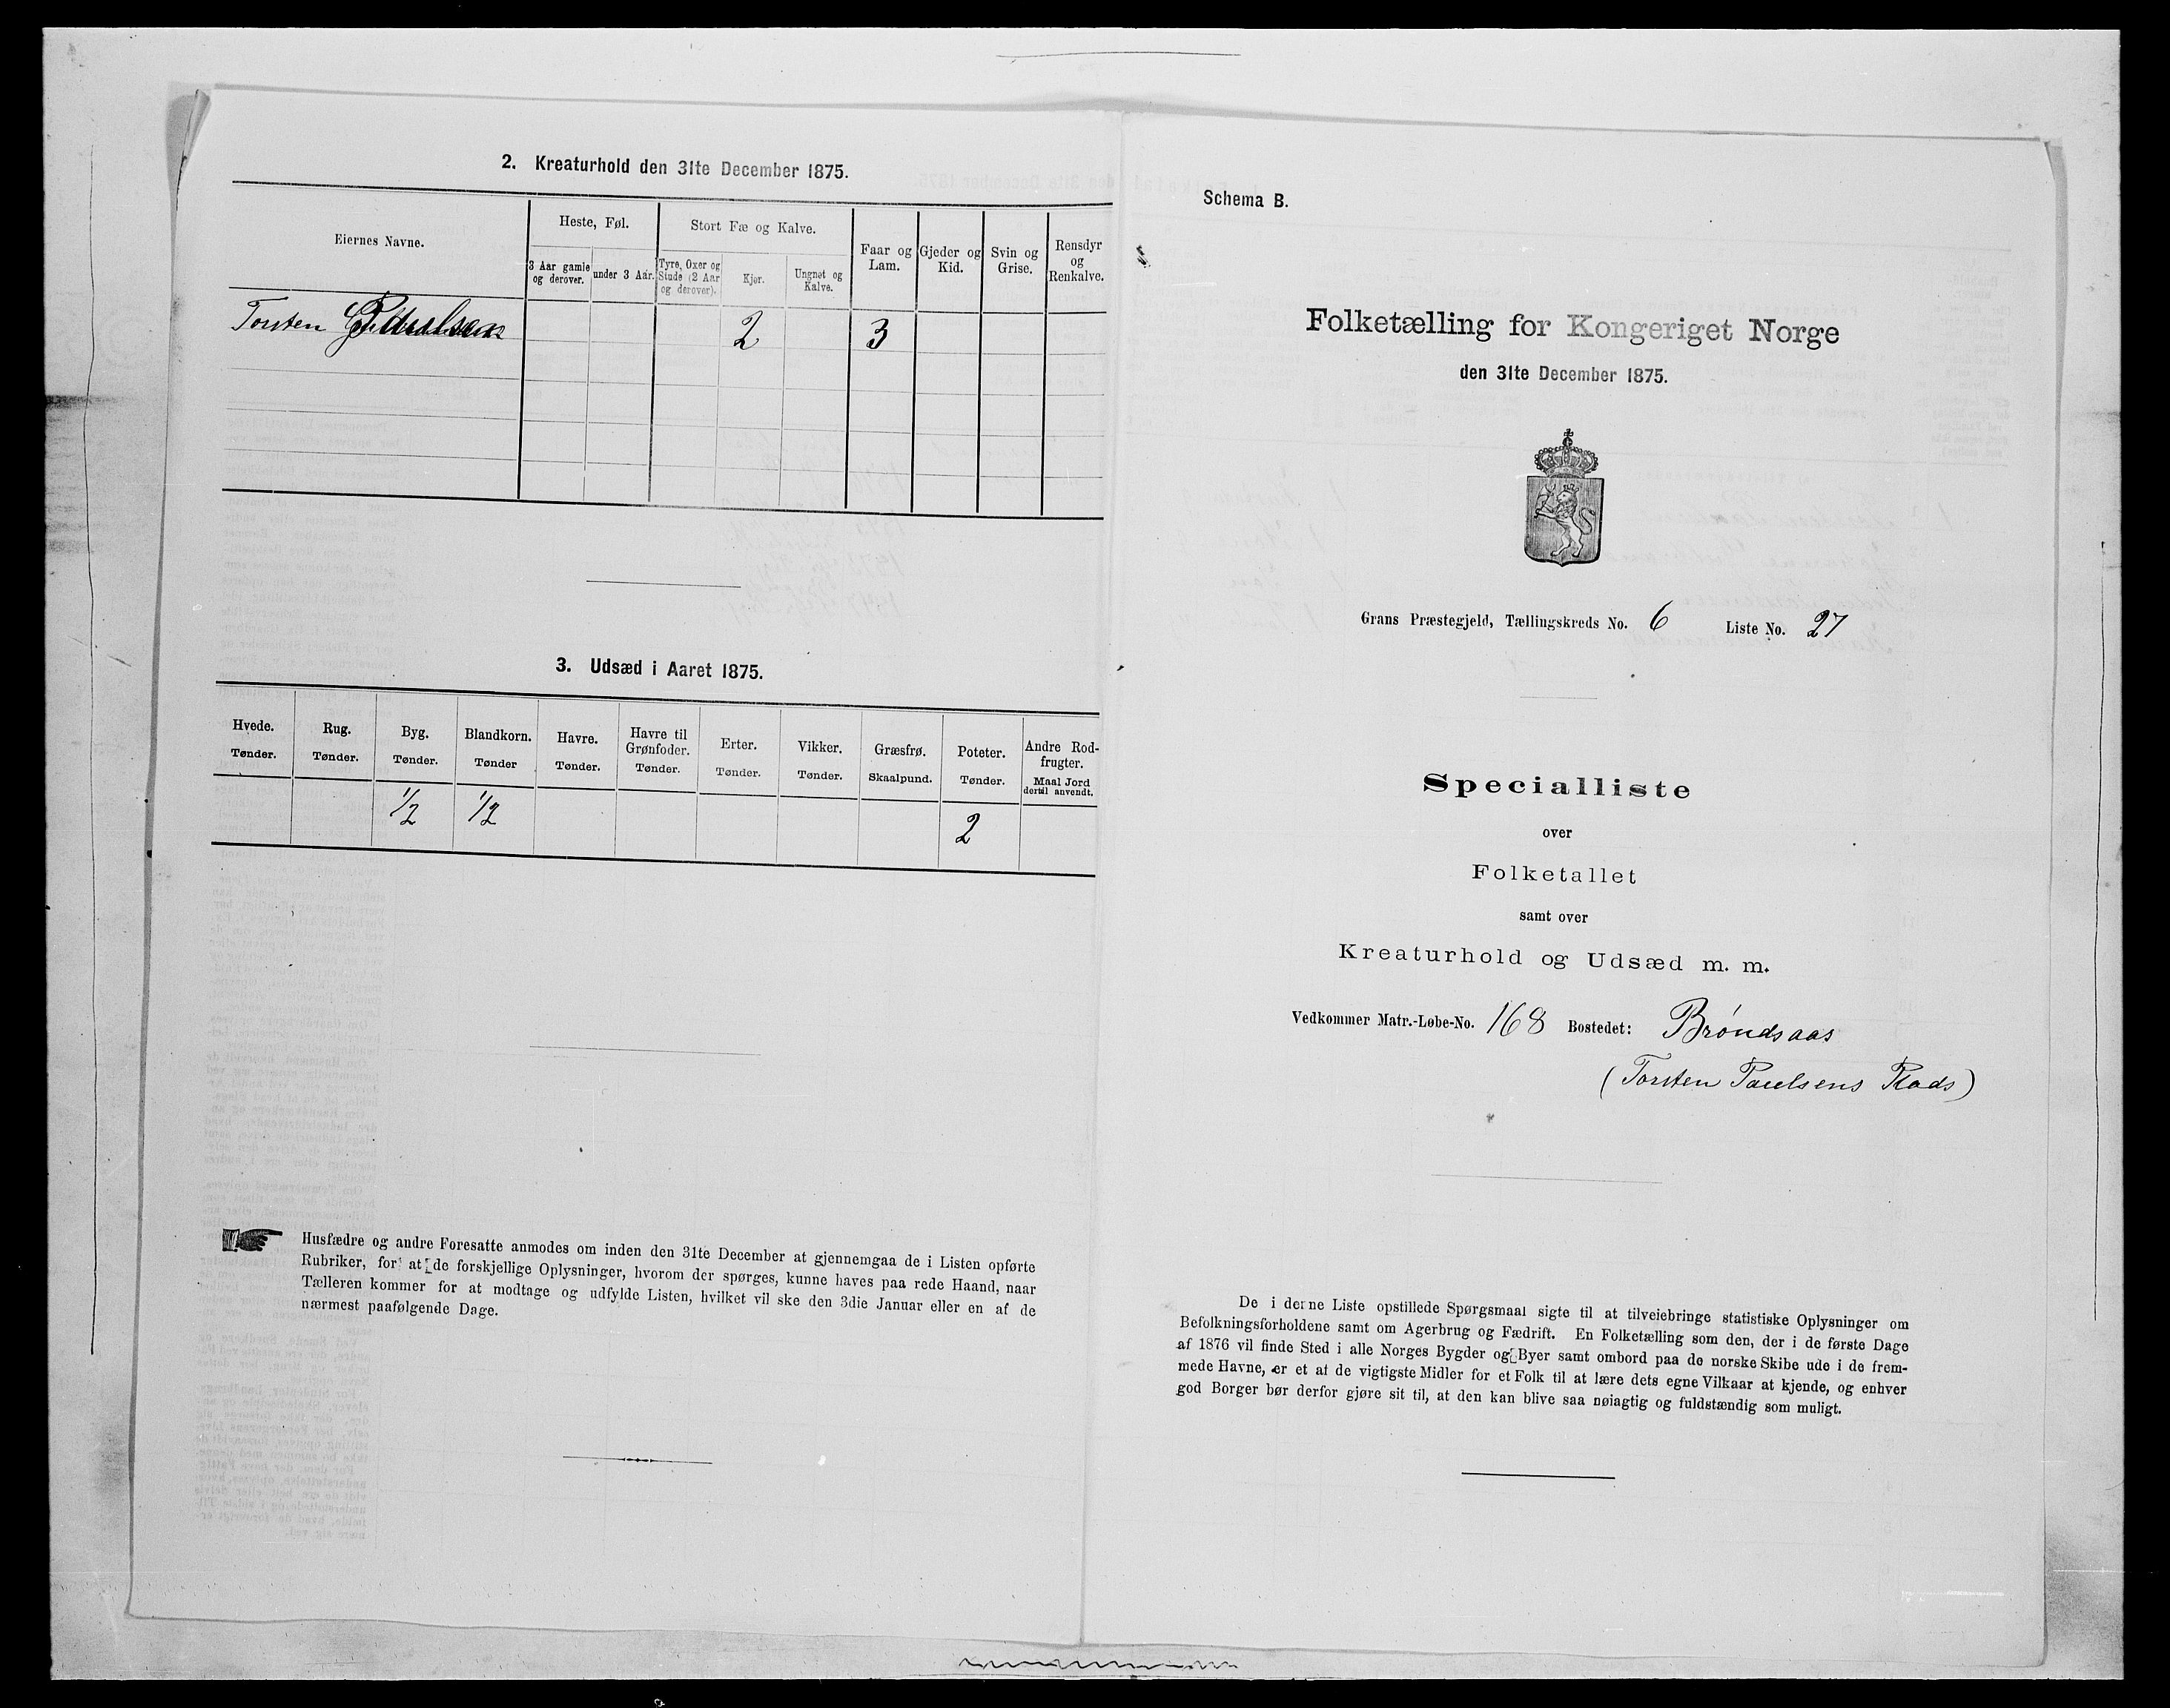 2. Kreaturhold den 31te December 1875.
Eiernes Navne.
Heste, Føl.
Stort Fæ og Kalve.
Faar og Lam.
Gjeder og Kid.
Svin og Grise.
Rensdyr og Renkalve.
3 Aar gamle og derover.
under 3 Aar.
Tyre, Oxer og Stude (2 Aar og derover).
Kjør.
Ungnøt og Kalve.
Torsten 2 3
3. Udsæd i Aaret 1875.
Hvede. Rug. Byg. Blandkorn. Havre. Havre til Grønfoder. Erter. Vikker. Græsfrø. Poteter. Andre Rodfrugter.
Tønder. Tønder. Tønder. Tønder Tønder. Tønder. Tønder. Tønder. Skaalpund. Tønder. Maal Jord dertil anvendt.
1/2 1/2 2
Husfædre og andre Foresatte anmodes om inden den 31te December at gjennemgaa de i Listen opførte
Rubriker, for at de forskjellige Oplysninger, hvorom der spørges, kunne haves paa rede Haand, naar
Tælleren kommer for at modtage og udfylde Listen, hvilket vil ske den 3die Januar eller en af de
nærmest paafølgende Dage.
Schema B.
Folketælling for Kongeriget Norge
den 31te December 1875.
Grans Præstegjeld, Tællingskreds No. 6 Liste No. 27
Specialliste
over
Folketallet
samt over
Kreaturhold og Udsæd m. m.
Vedkommer Matr.-Løbe-No. 168 Bostedet: Bröndsaas
(Torsten Paulsens Plads)
De i denne Liste opstillede Spørgsmaal sigte til at tilveiebringe statistiske Oplysninger om
Befolkningsforholdene samt om Agerbrug og Fædrift. En Folketælling som den, der i de første Dage
af 1876 vil finde Sted i alle Norges Bygder og Byer samt ombord paa de norske Skibe ude i de frem-
mede Havne, er et af de vigtigste Midler for et Folk til at lære dets egne Vilkaar at kjende, og enhver
god Borger bør derfor gjøre sit til, at den kan blive saa nøiagtig og fuldstændig som muligt.